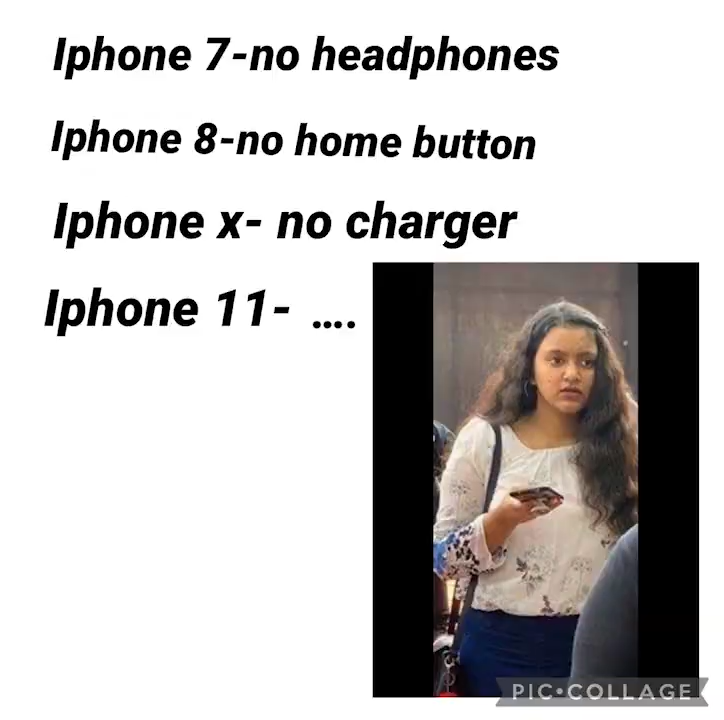 Iphone 7-no headphones
Iphone 8-no home button
Iphone x- no charger
Iphone 11- ....
PIC•COLLAGE